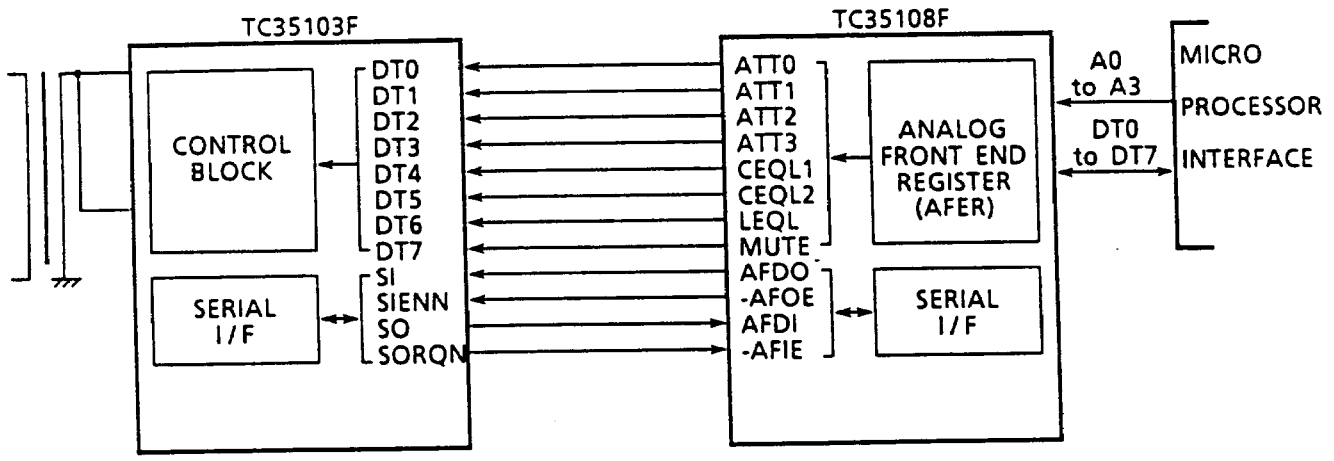 TC35103F
CONTROL
BLOCK
DT0
DT1
DT2
DT3
DT4
DT5
DT6
DT7
SERIAL
I/F
SI
SIENN
SO
SORQN
TC35108F
ATT0
ATT1
ATT2
ATT3
CEQL1
CEQL2
LEQL
MUTE
AFDO
-AFOE
AFDI
-AFIE
ANALOG
FRONT END
REGISTER
(AFER)
SERIAL
I/F
A0
to A3
DT0
to DT7
MICRO
PROCESSOR
INTERFACE